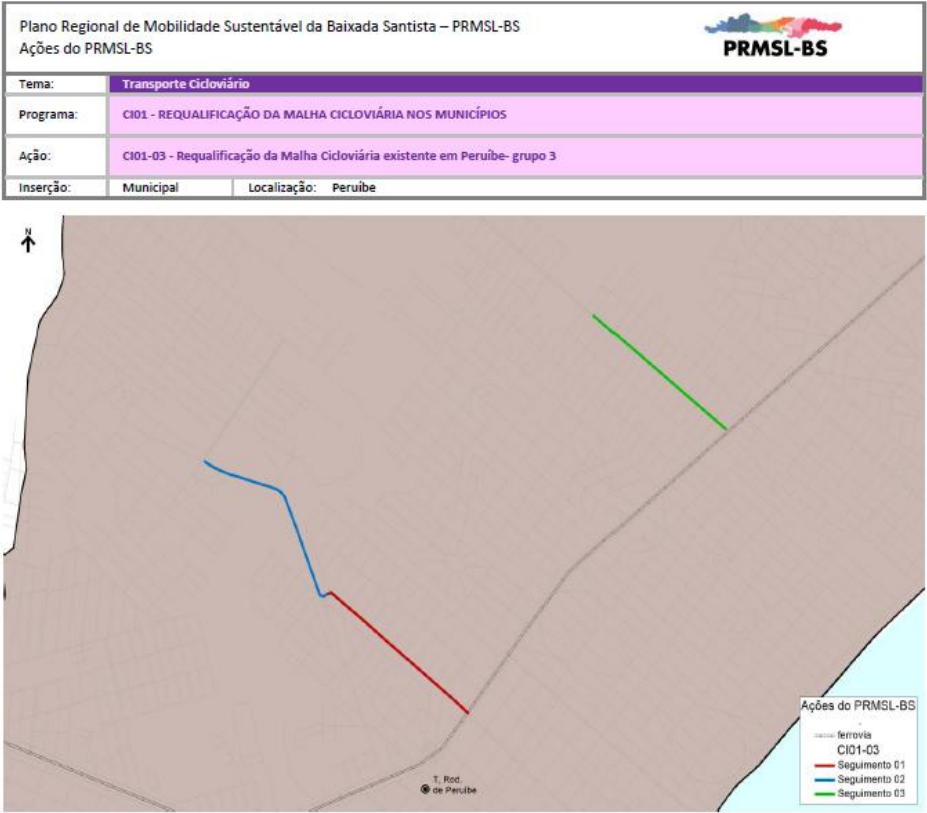 Plano Regional de Mobilidade Sustentável da Baixada Santista – PRMSL-BS
Ações do PRMSL-BS
PRMSL-BS
Tema: Transporte Cicloviário
Programa: CI01 - REQUALIFICAÇÃO DA MALHA CICLOVIÁRIA NOS MUNICÍPIOS
Ação: CI01-03 - Requalificação da Malha Cicloviária existente em Peruíbe- grupo 3
Inserção: Municipal Localização: Peruíbe
N
T. Rod.
de Peruíbe
Ações do PRMSL-BS
ferrovia
CI01-03
Seguimento 01
Seguimento 02
Seguimento 03